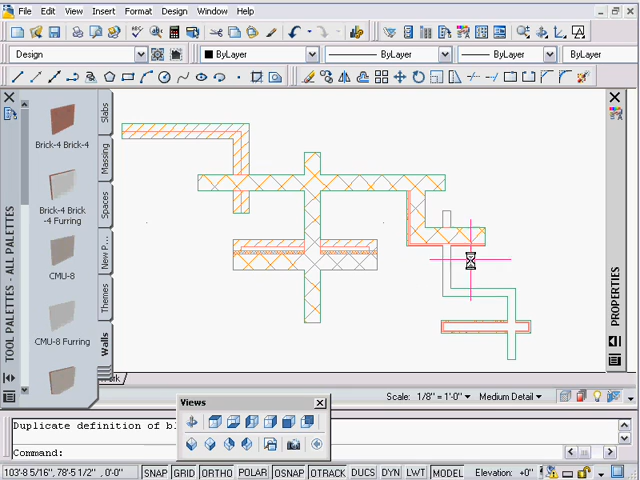 File Edit View Insert Format Design Window Help
Design
ByLayer
ByLayer
ByLayer
ByLayer
TOOL PALETTES - ALL PALETTES
Brick-4 Brick-4
Brick-4 Brick
-4 Furring
CMU-8
CMU-8 Furring
Slabs
Massing
Spaces
New P...
Themes
Walls
PROPERTIES
Scale: 1/8" = 1'-0"
Medium Detail
Views
Duplicate definition of bl
Command:
103'-8 5/16", 78'-5 1/2" , 0'-0"
SNAP GRID ORTHO POLAR OSNAP OTRACK DUCS DYN LWT MODEL Elevation: +0"